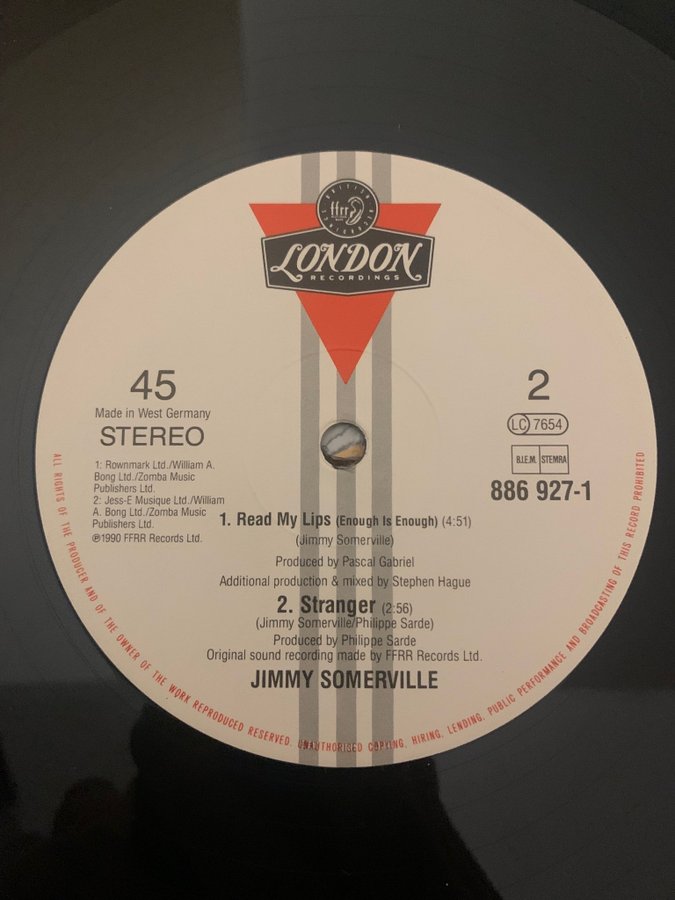 BRITISH
ffrr
LONDON
RECORDINGS
45
Made in West Germany
STEREO
2
LC 7654
B.I.E.M. STEMRA
886 927-1
1: Rownmark Ltd./William A.
Bong Ltd./Zomba Music
Publishers Ltd.
2: Jess-E Musique Ltd./William
A. Bong Ltd./Zomba Music
Publishers Ltd.
℗1990 FFRR Records Ltd.
1. Read My Lips (Enough Is Enough) (4:51)
(Jimmy Somerville)
Produced by Pascal Gabriel
Additional production & mixed by Stephen Hague
2. Stranger (2:56)
(Jimmy Somerville/Philippe Sarde)
Produced by Philippe Sarde
Original sound recording made by FFRR Records Ltd.
JIMMY SOMERVILLE
ALL RIGHTS OF THE PRODUCER AND OF THE OWNER OF THE WORK REPRODUCED RESERVED. UNAUTHORISED COPYING, HIRING, LENDING, PUBLIC PERFORMANCE AND BROADCASTING OF THIS RECORD PROHIBITED